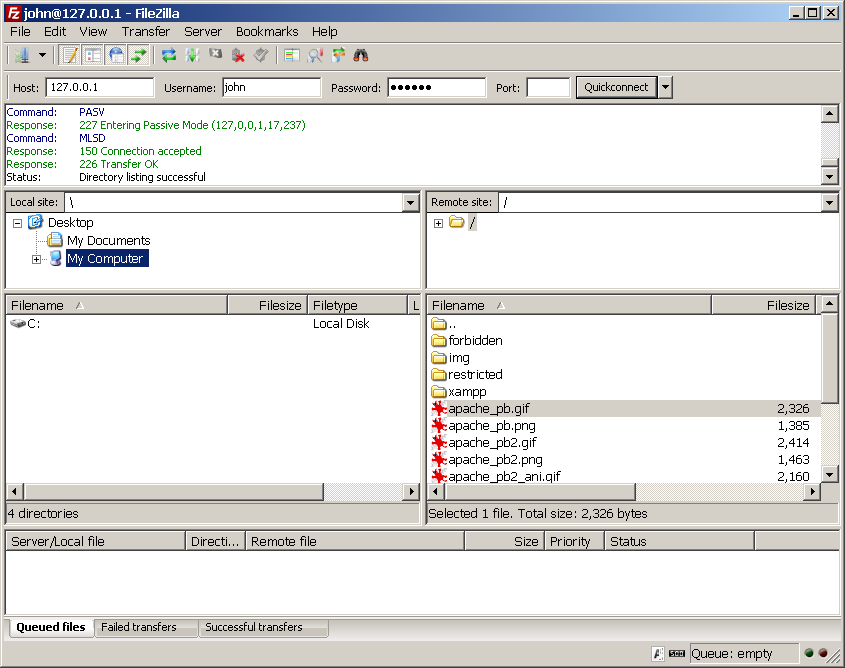 john@127.0.0.1 - FileZilla
File Edit View Transfer Server Bookmarks Help
Host: 127.0.0.1 Username: john Password: ●●●●●● Port: Quickconnect
Command: PASV
Response: 227 Entering Passive Mode (127,0,0,1,17,237)
Command: MLSD
Response: 150 Connection accepted
Response: 226 Transfer OK
Status: Directory listing successful
Local site: \
Desktop
My Documents
My Computer
Remote site: /
/
Filename Filesize Filetype L
C: Local Disk
4 directories
Filename Filesize
..
forbidden
img
restricted
xampp
apache_pb.gif 2,326
apache_pb.png 1,385
apache_pb2.gif 2,414
apache_pb2.png 1,463
apache_pb2_ani.gif 2,160
Selected 1 file. Total size: 2,326 bytes
Server/Local file Directi... Remote file Size Priority Status
Queued files Failed transfers Successful transfers
Queue: empty